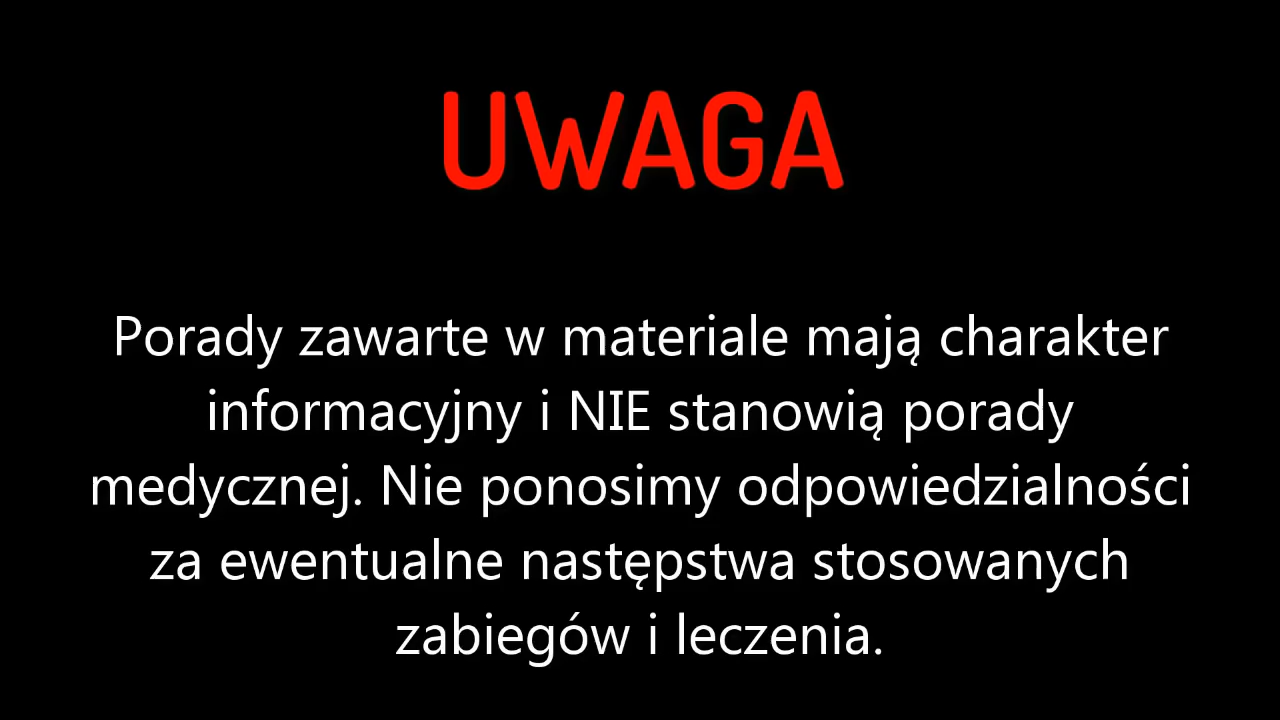 UWAGA
Porady zawarte w materiale mają charakter
informacyjny i NIE stanowią porady
medycznej. Nie ponosimy odpowiedzialności
za ewentualne następstwa stosowanych
zabiegów i leczenia.